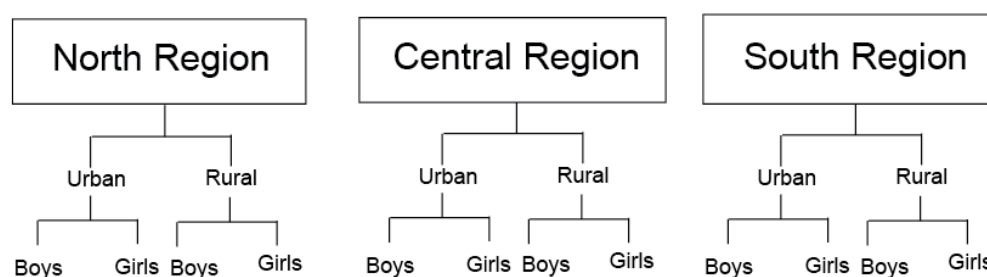 North Region Central Region South Region
Urban Rural Urban Rural Urban Rural
Boys Girls Boys Girls Boys Girls Boys Girls Boys Girls Boys Girls